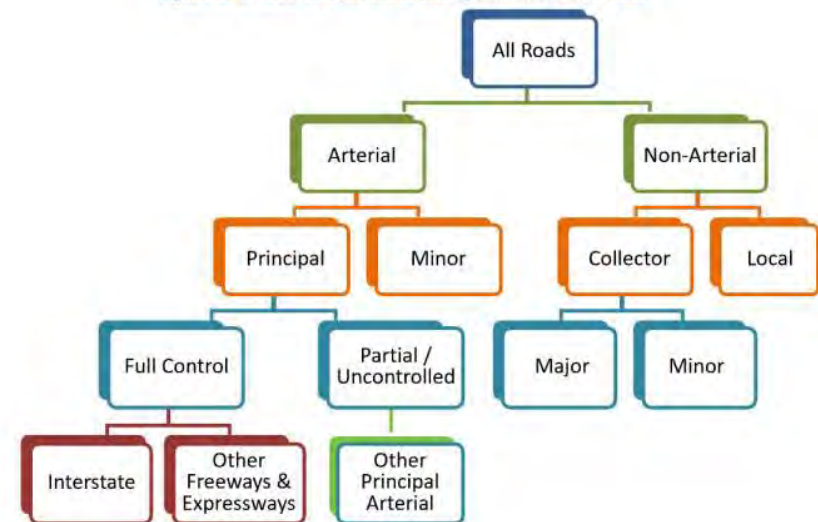 All Roads
Arterial
Non-Arterial
Principal
Minor
Collector
Local
Full Control
Partial /
Uncontrolled
Major
Minor
Interstate
Other
Freeways &
Expressways
Other
Principal
Arterial